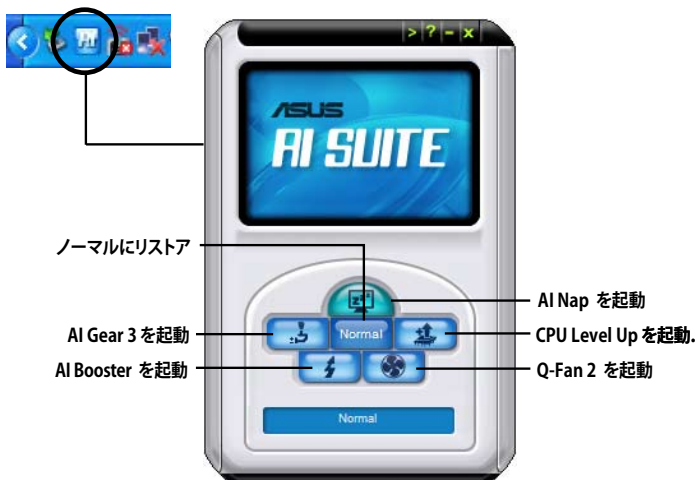 > ? - x
ASUS
AI SUITE
ノーマルにリストア
AI Nap を起動
AI Gear 3 を起動
Normal
CPU Level Up を起動.
AI Booster を起動
Q-Fan 2 を起動
Normal